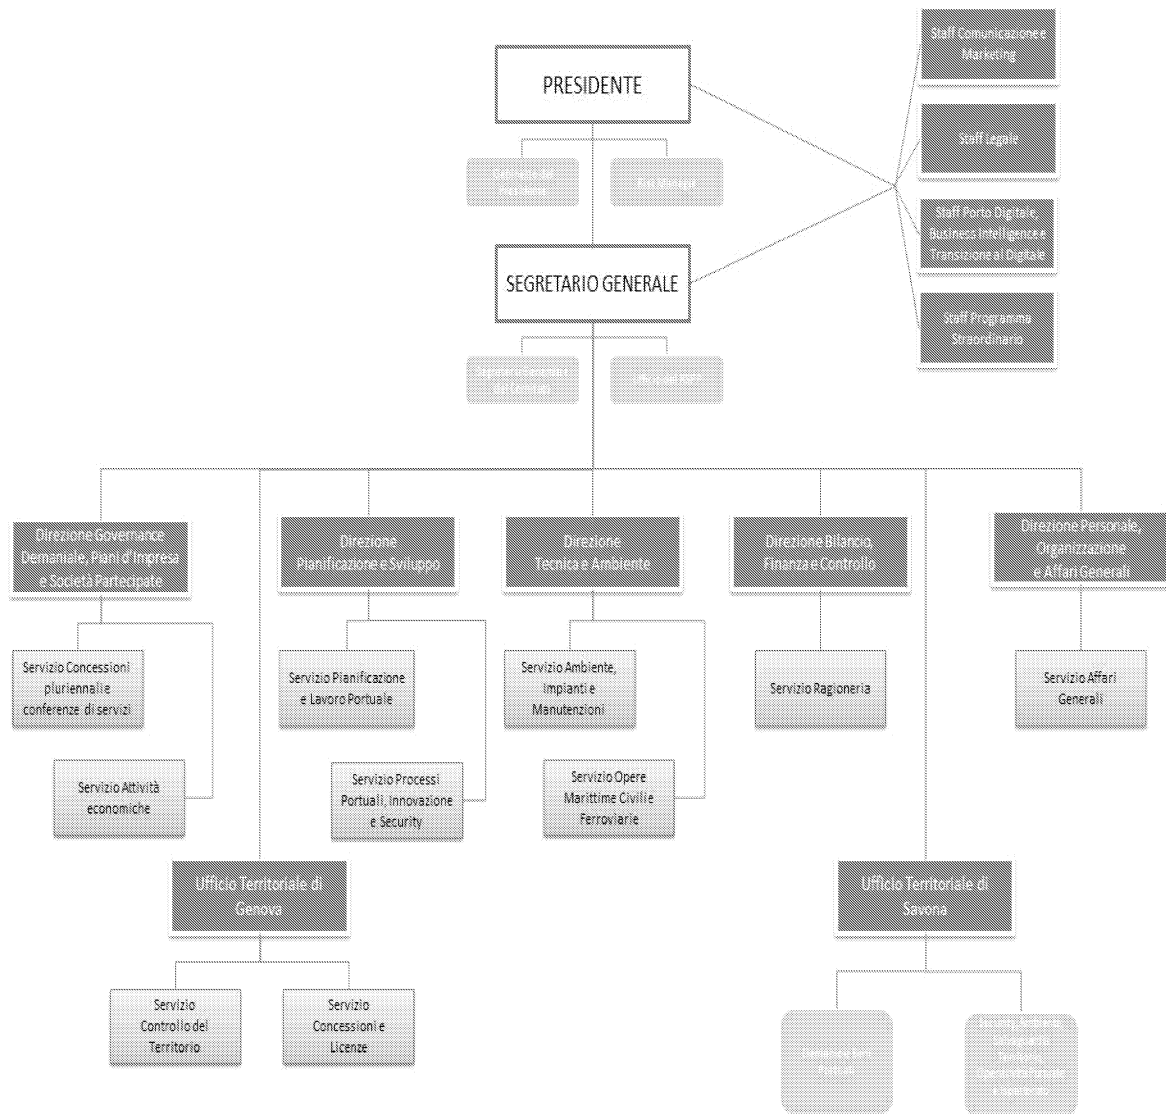 Staff Comunicazione e
Marketing
PRESIDENTE
Staff Legale
Staff Porto Digitale,
Business Intelligence e
Transizione al Digitale
SEGRETARIO GENERALE
Staff Programma
Straordinario
Direzione Governance
Demaniale, Piani d'Impresa
e Società Partecipate
Direzione
Pianificazione e Sviluppo
Direzione
Tecnica e Ambiente
Direzione Bilancio,
Finanza e Controllo
Direzione Personale,
Organizzazione
e Affari Generali
Servizio Concessioni
pluriennali e
conferenze di servizi
Servizio Pianificazione
e Lavoro Portuale
Servizio Ambiente,
Impianti e
Manutenzioni
Servizio Ragioneria
Servizio Affari
Generali
Servizio Attività
economiche
Servizio Processi
Portuali, Innovazione
e Security
Servizio Opere
Marittime Civili e
Ferroviarie
Ufficio Territoriale di
Genova
Ufficio Territoriale di
Savona
Servizio
Controllo del
Territorio
Servizio
Concessioni e
Licenze